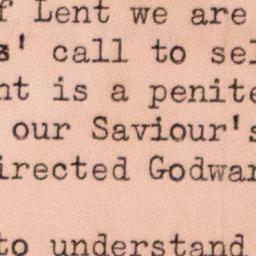 f Lent we are
s' call to sel
nt is a penite
our Saviour's
irected Godwar
to understand